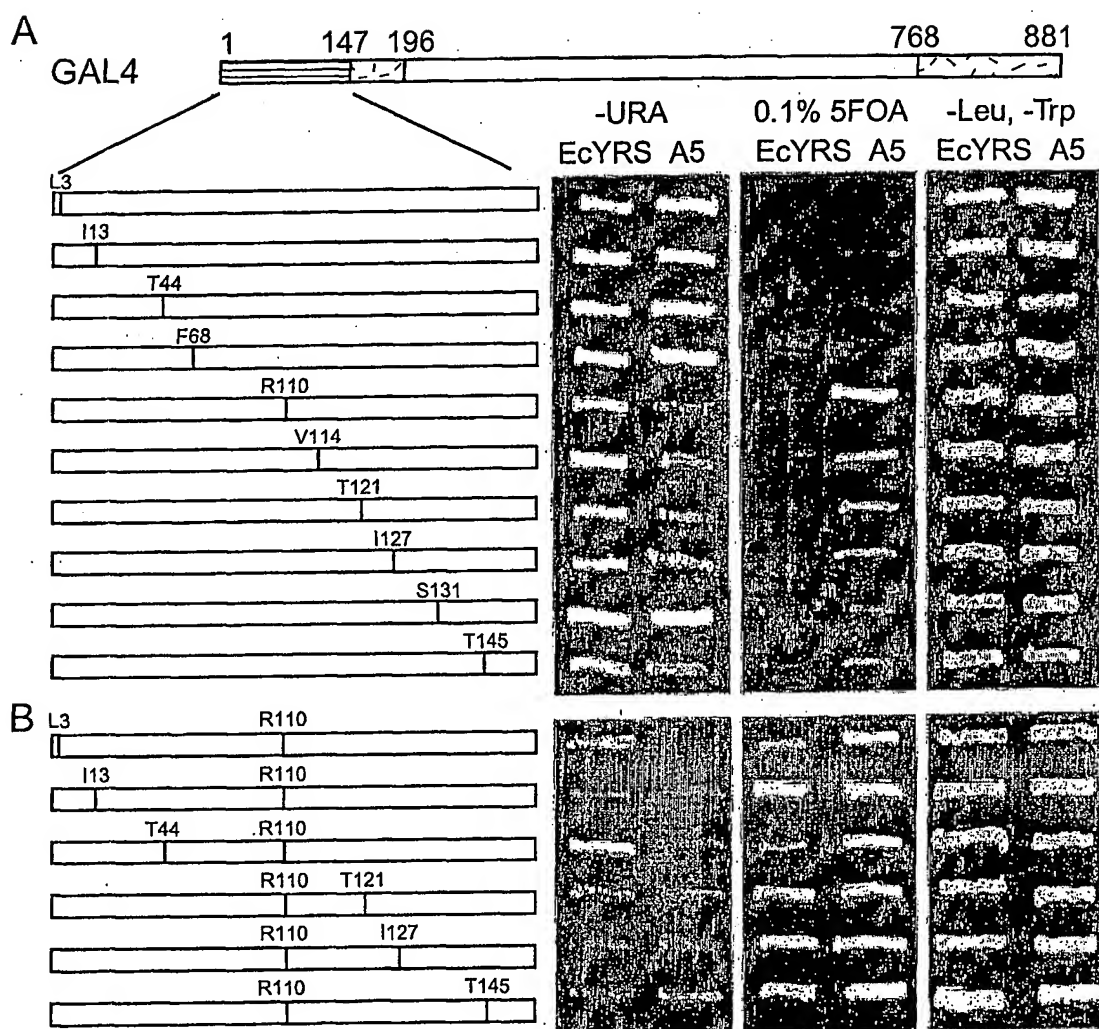 A
1 147 196 768 881
GAL4
-URA 0.1% 5FOA -Leu, -Trp
EcYRS A5 EcYRS A5 EcYRS A5
L3
I13
T44
F68
R110
V114
T121
I127
S131
T145
B
L3 R110
I13 R110
T44 R110
R110 T121
R110 I127
R110 T145